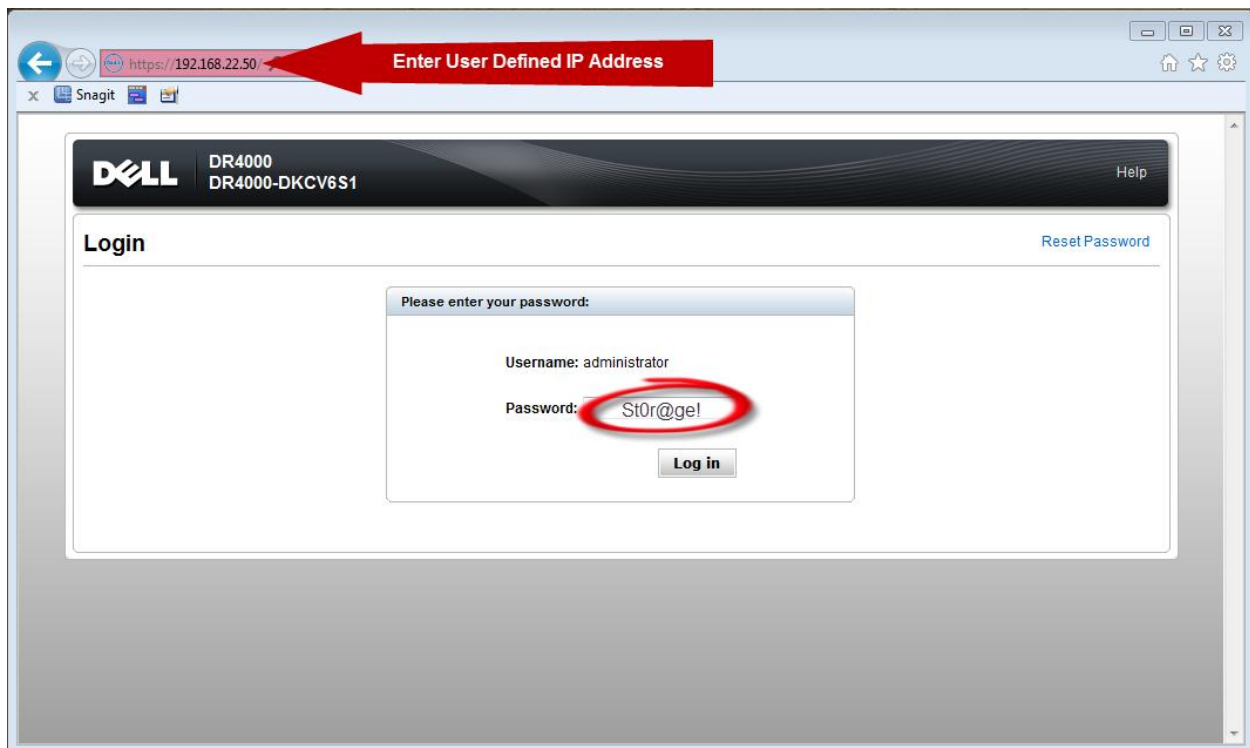 https://192.168.22.50/
Enter User Defined IP Address
x Snagit
DELL
DR4000
DR4000-DKCV6S1
Help
Login
Reset Password
Please enter your password:
Username: administrator
Password: St0r@ge!
Log in